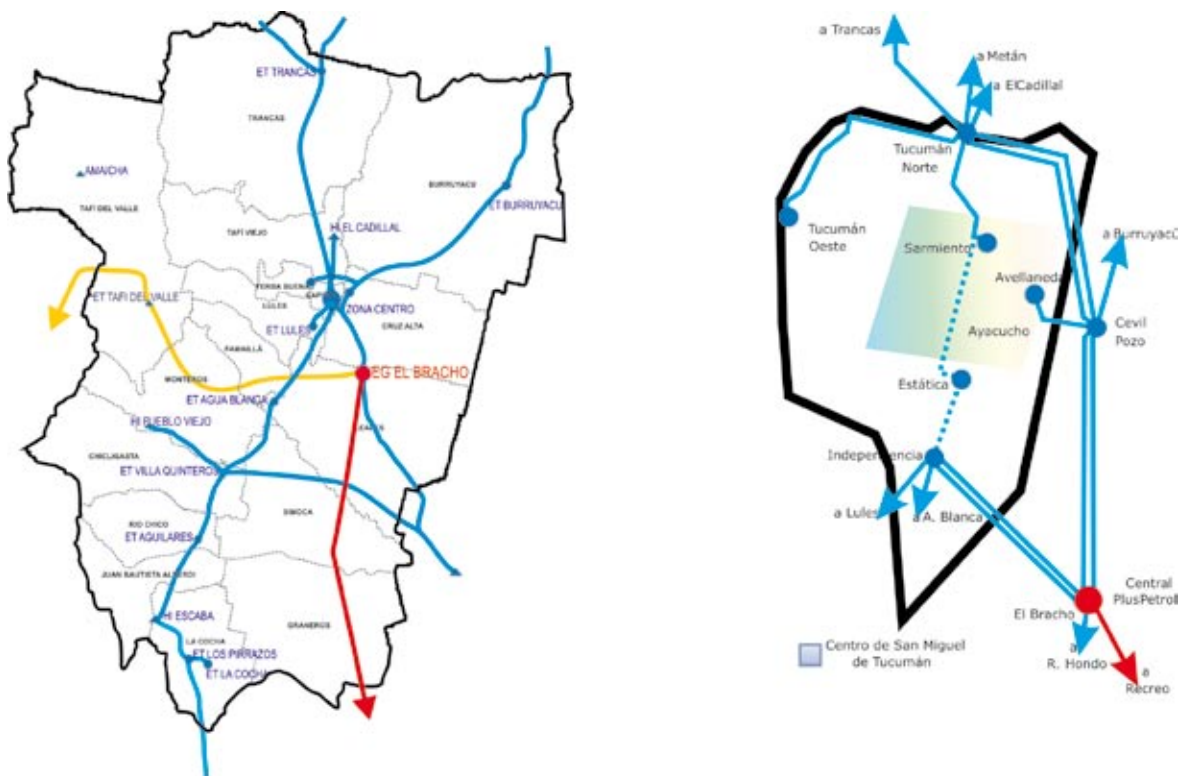 ET TRANCAS
TRANCAS
AMAICHA
BURRUYACU
TAFI DEL VALLE
ET BURRUYACU
TAFI VIEJO
HI EL CADILLAL
YERBA BUENA
LULES
ZONA CENTRO
ET TAFI DEL VALLE
ET LULES
CRUZ ALTA
FAMAILLÁ
EG EL BRACHO
MONTEROS
ET AGUA BLANCA
HI PUEBLO VIEJO
LEALES
CHICLIGASTA
ET VILLA QUINTEROS
SIMOCA
RIO CHICO
ET AGUILARES
JUAN BAUTISTA ALBERDI
HI ESCABA
GRANEROS
LA COCHA
ET LOS PIRRAZOS
ET LA COCHA
a Trancas
a Metán
a ElCadillal
Tucumán
Norte
Tucumán
Oeste
Sarmiento
a Burruyacú
Avellaneda
Ayacucho
Cevil
Pozo
Estática
Independencia
a Lules
a A. Blanca
Central
PlusPetrol
El Bracho
a
R. Hondo
a
Recreo
Centro de San Miguel
de Tucumán